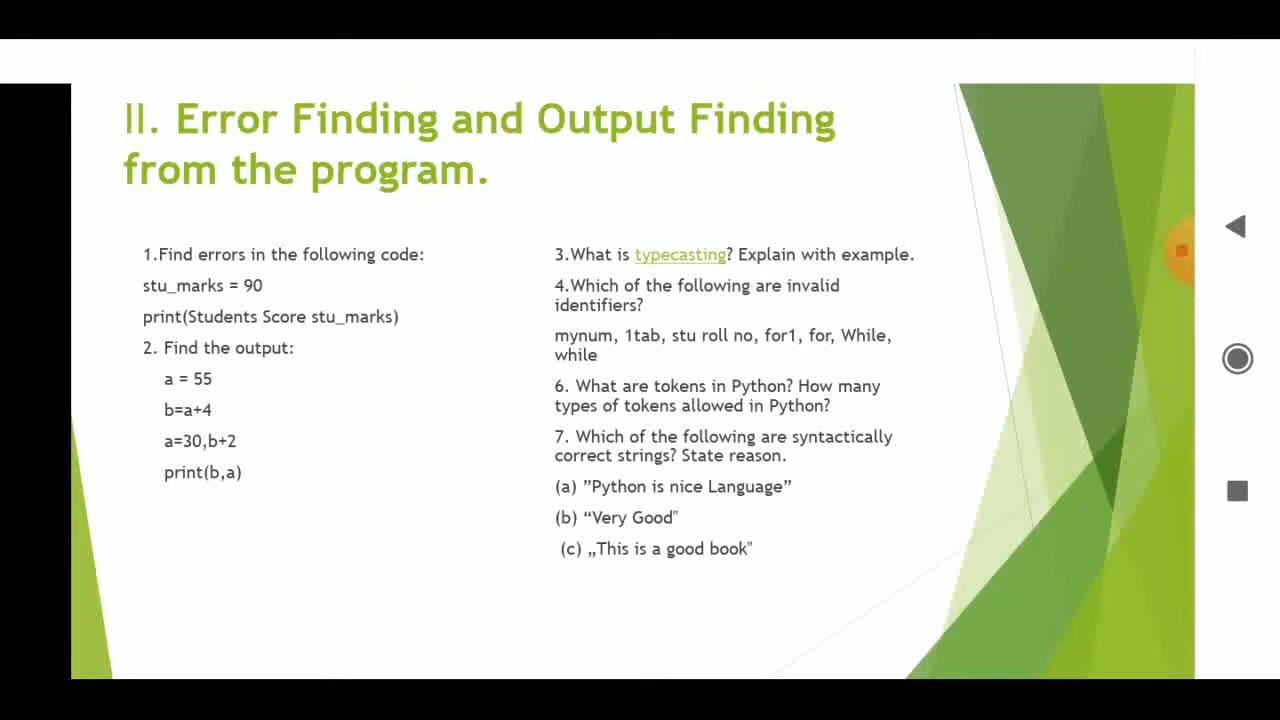 II. Error Finding and Output Finding
from the program.
1.Find errors in the following code:
stu_marks = 90
print(Students Score stu_marks)
2. Find the output:
a = 55
b=a+4
a=30,b+2
print(b,a)
3.What is typecasting? Explain with example.
4.Which of the following are invalid
identifiers?
mynum, 1tab, stu roll no, for1, for, While,
while
6. What are tokens in Python? How many
types of tokens allowed in Python?
7. Which of the following are syntactically
correct strings? State reason.
(a) ”Python is nice Language”
(b) “Very Good"
(c) „This is a good book"